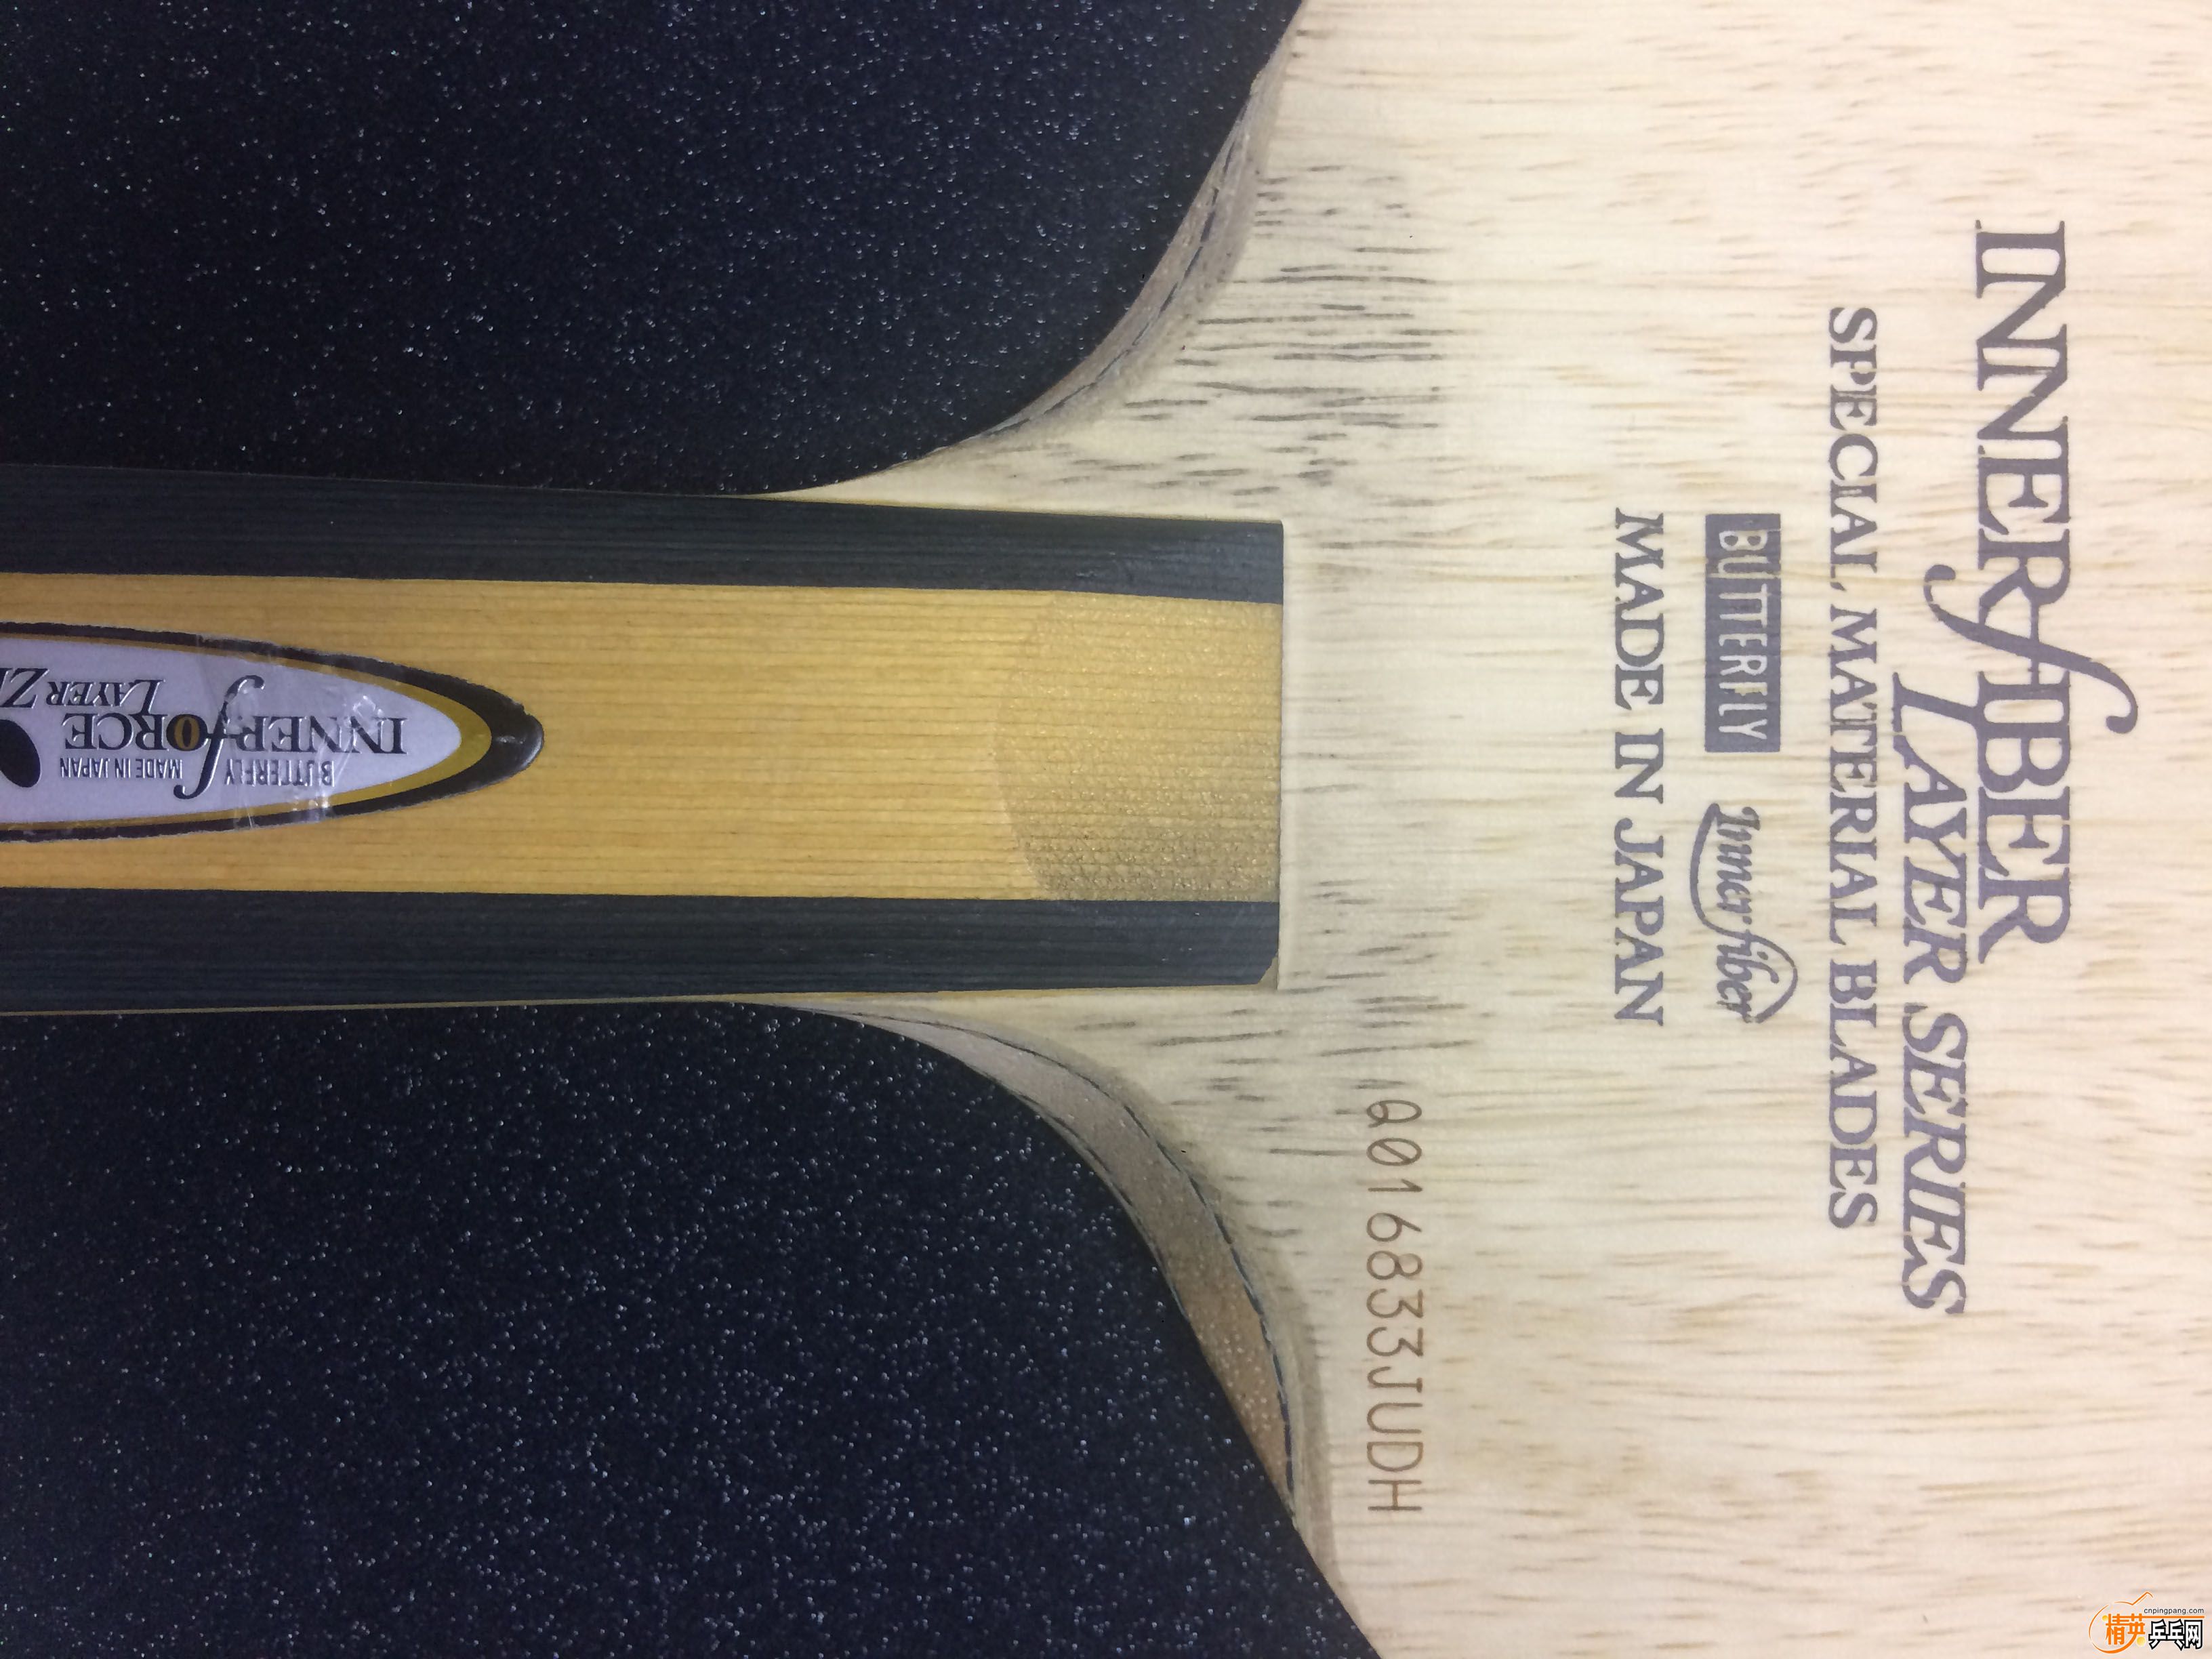 INNERfIBER
LAYER SERIES
SPECIAL MATERIAL BLADES
BUTTERFLY Innerfiber
MADE IN JAPAN
Q016833JUDH
BUTTERFLY MADE IN JAPAN
INNERfORCE
LAYER
cnpingpang.com
精英乒乓网